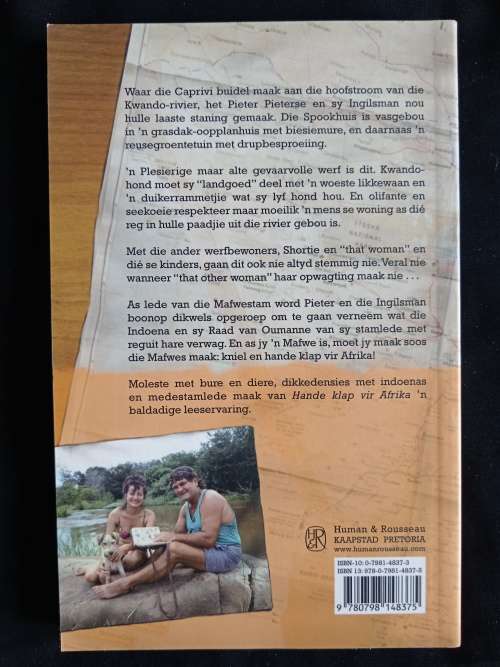 Waar die Caprivi buidel maak aan die hoofstroom van die
Kwando-rivier, het Pieter Pieterse en sy Ingilsman nou
hulle laaste staning gemaak. Die Spookhuis is vasgebou
in 'n grasdak-oopplanhuis met biesiemure, en daarnaas 'n
reusegroentetuin met drupbesproeiing.
'n Plesierige maar alte gevaarvolle werf is dit. Kwando-
hond moet sy "landgoed" deel met 'n woeste likkewaan en
'n duikerrammetjie wat sy lyf hond hou. En olifante en
seekoeie respekteer maar moeilik 'n mens se woning as dié
reg in hulle paadjie uit die rivier gebou is.
Met die ander werfbewoners, Shortie en "that woman" en
dié se kinders, gaan dit ook nie altyd stemmig nie. Veral nie
wanneer "that other woman" haar opwagting maak nie . . .
As lede van die Mafwestam word Pieter en die Ingilsman
boonop dikwels opgeroep om te gaan verneem wat die
Indoena en sy Raad van Oumanne van sy stamlede met
reguit hare verwag. En as jy 'n Mafwe is, moet jy maak soos
die Mafwes maak: kniel en hande klap vir Afrika!
Moleste met bure en diere, dikkedensies met indoenas
en medestamlede maak van Hande klap vir Afrika 'n
baldadige leeservaring.
H&R
Human & Rousseau
KAAPSTAD PRETORIA
www.humanrousseau.com
ISBN-10: 0-7981-4837-3
ISBN 13: 978-0-7981-4837-5
9 780798 148375